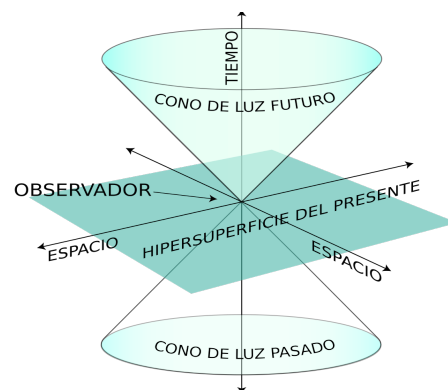 TIEMPO
CONO DE LUZ FUTURO
OBSERVADOR
HIPERSUPERFICIE DEL PRESENTE
ESPACIO
ESPACIO
CONO DE LUZ PASADO